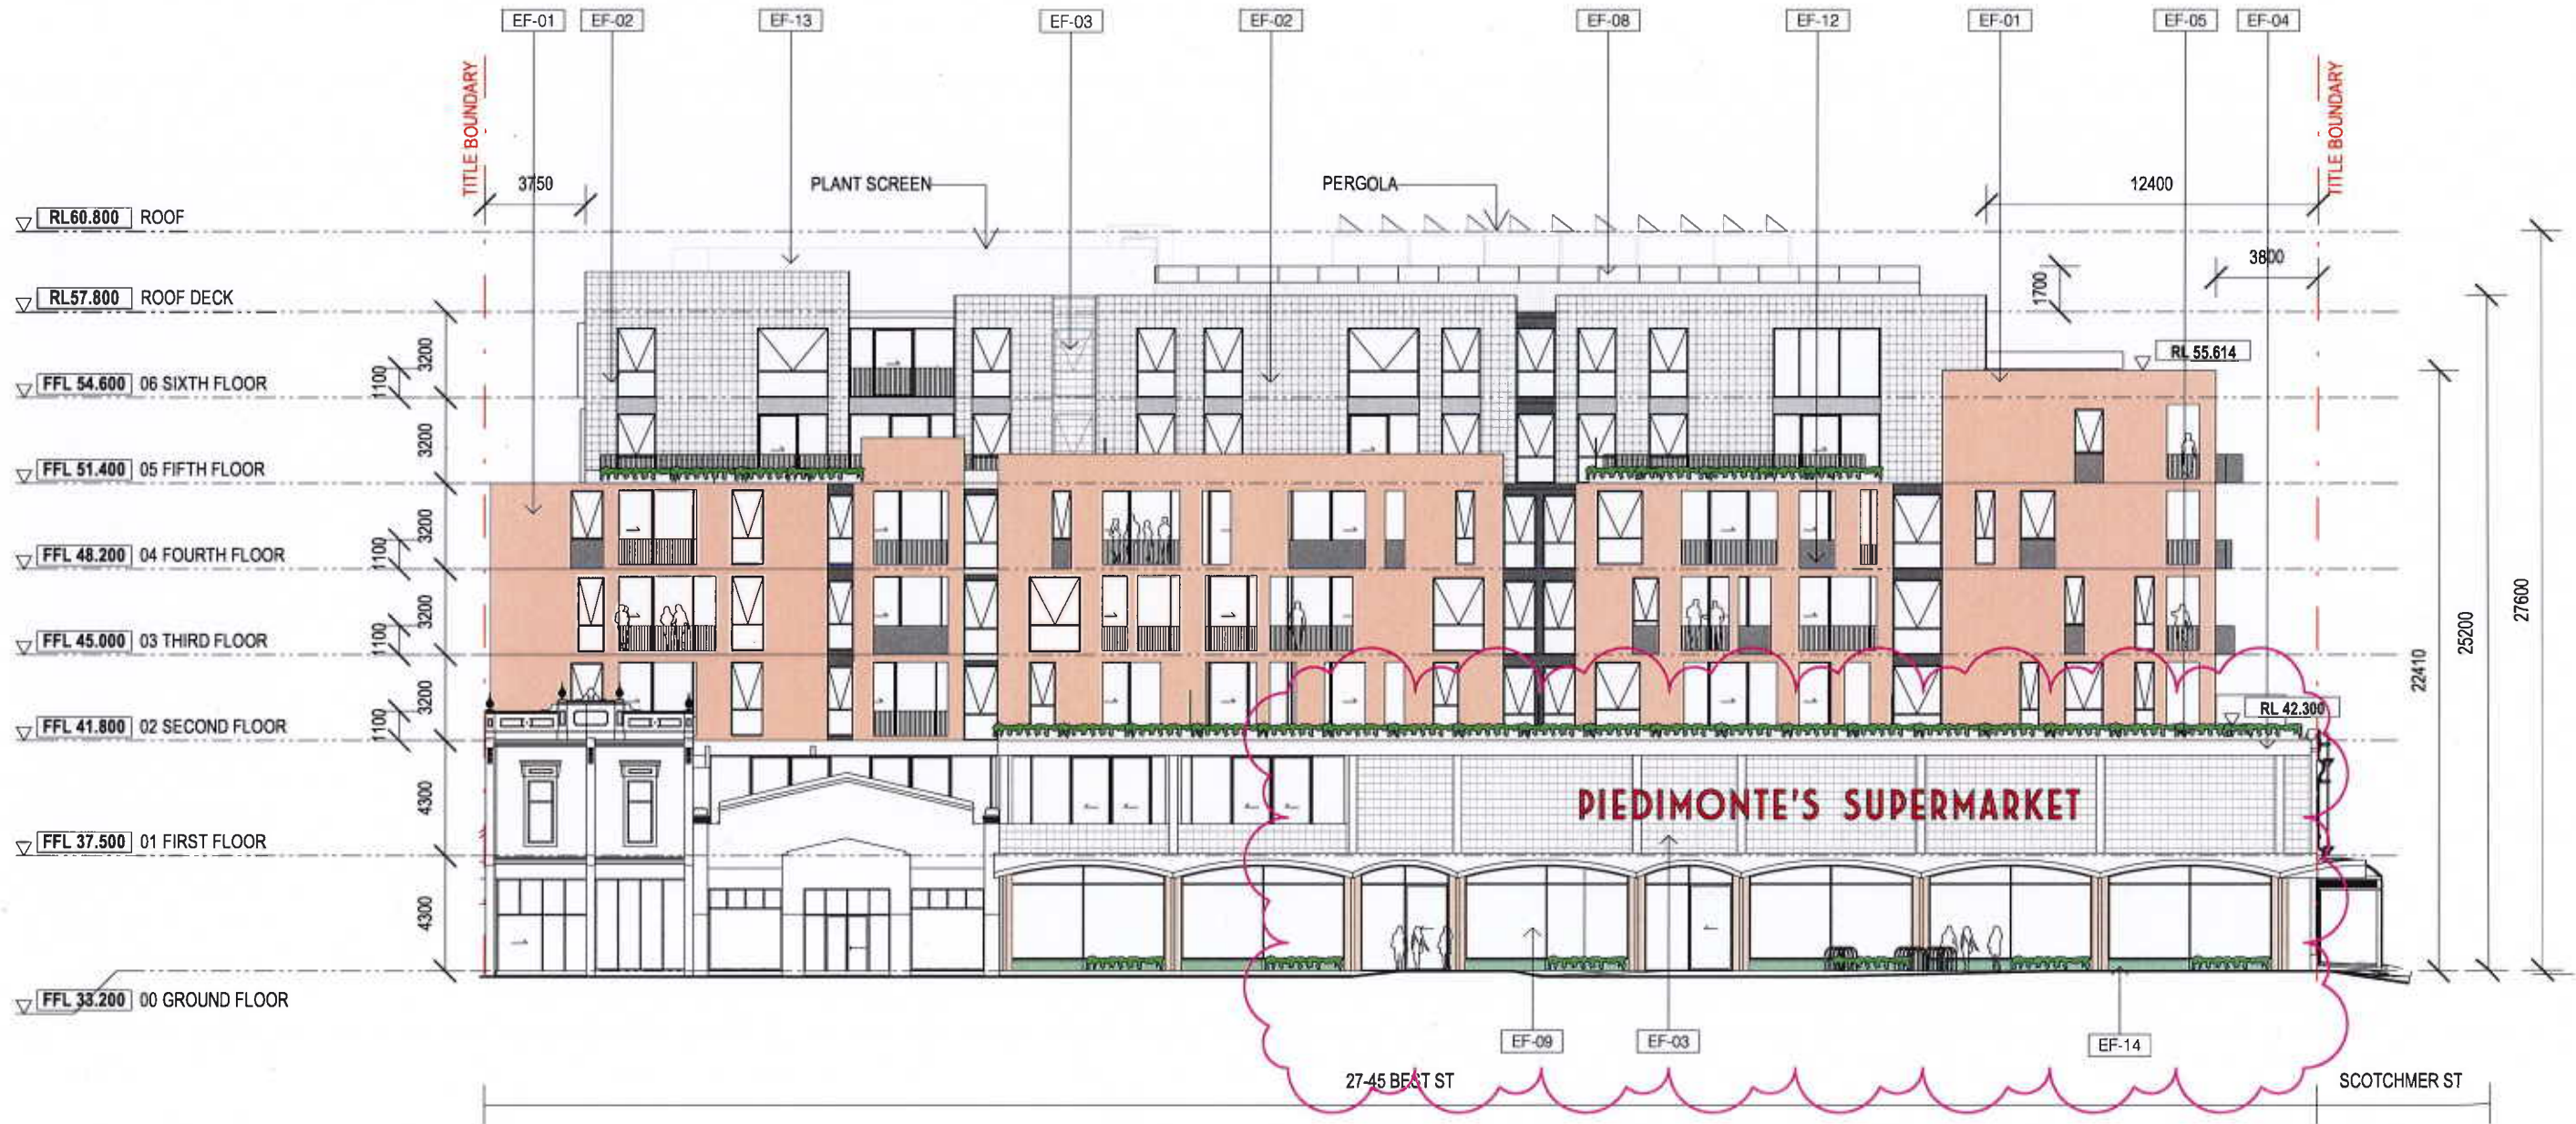 EF-01 EF-02 EF-13 EF-03 EF-02 EF-08 EF-12 EF-01 EF-05 EF-04
TITLE BOUNDARY
TITLE BOUNDARY
3750
PLANT SCREEN
PERGOLA
12400
RL60.800 ROOF
3800
1700
RL57.800 ROOF DECK
3200
RL 55.614
1100
FFL 54.600 06 SIXTH FLOOR
3200
FFL 51.400 05 FIFTH FLOOR
3200
1100
FFL 48.200 04 FOURTH FLOOR
3200
1100
FFL 45.000 03 THIRD FLOOR
22410
25200
27600
3200
1100
RL 42.300
FFL 41.800 02 SECOND FLOOR
4300
PIEDIMONTE'S SUPERMARKET
FFL 37.500 01 FIRST FLOOR
4300
FFL 33.200 00 GROUND FLOOR
EF-09 EF-03 EF-14
27-45 BEST ST
SCOTCHMER ST